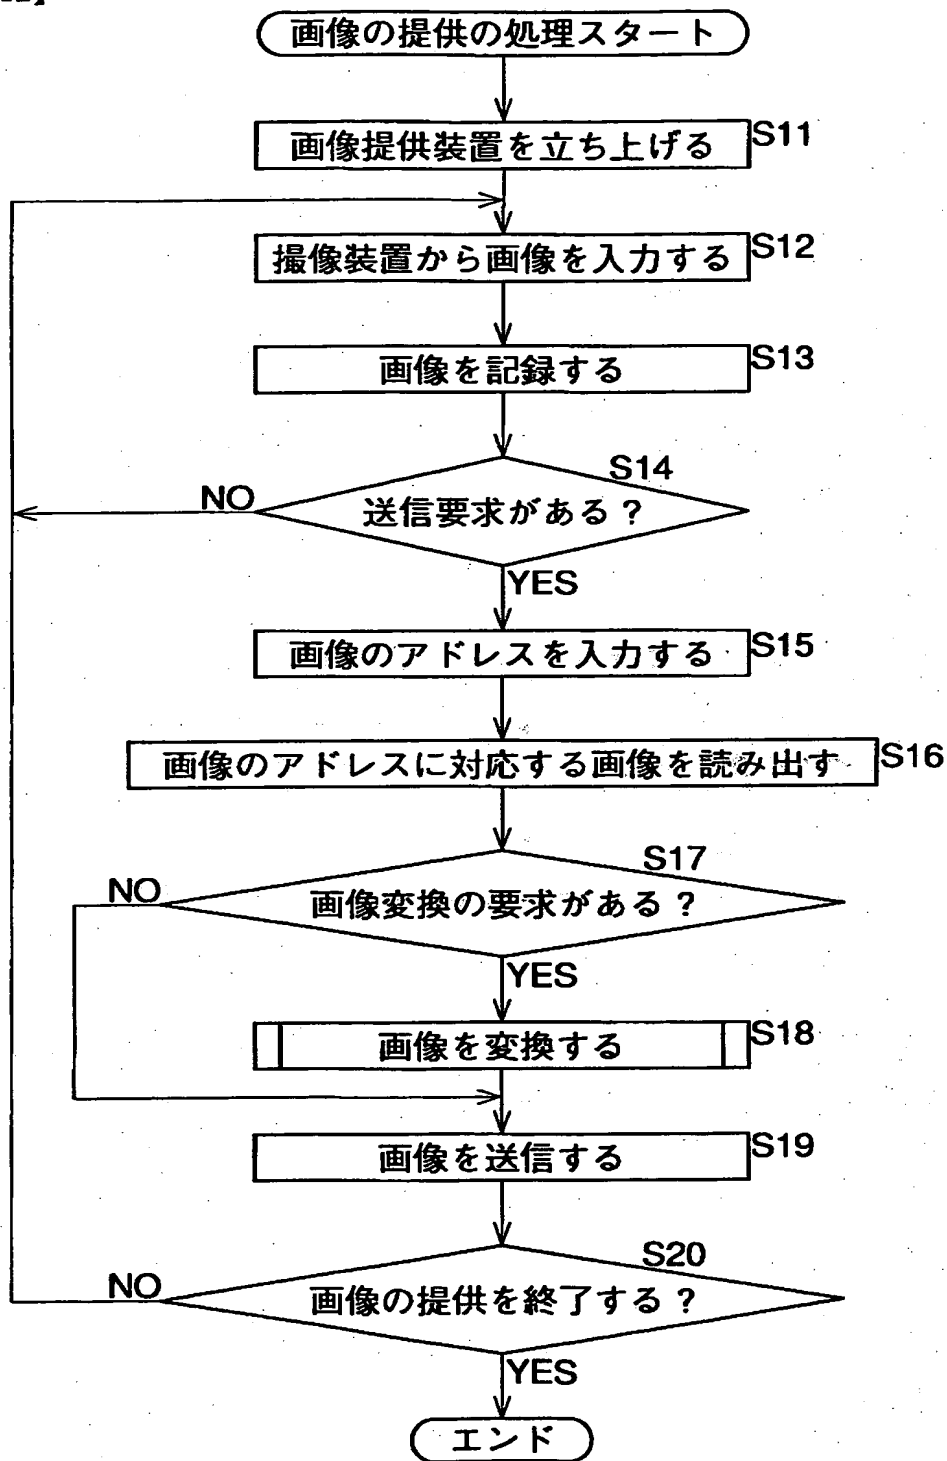 画像の提供の処理スタート
画像提供装置を立ち上げる S11
撮像装置から画像を入力する S12
画像を記録する S13
S14
NO 送信要求がある?
YES
画像のアドレスを入力する S15
画像のアドレスに対応する画像を読み出す S16
S17
NO 画像変換の要求がある?
YES
画像を変換する S18
画像を送信する S19
S20
NO 画像の提供を終了する?
YES
エンド